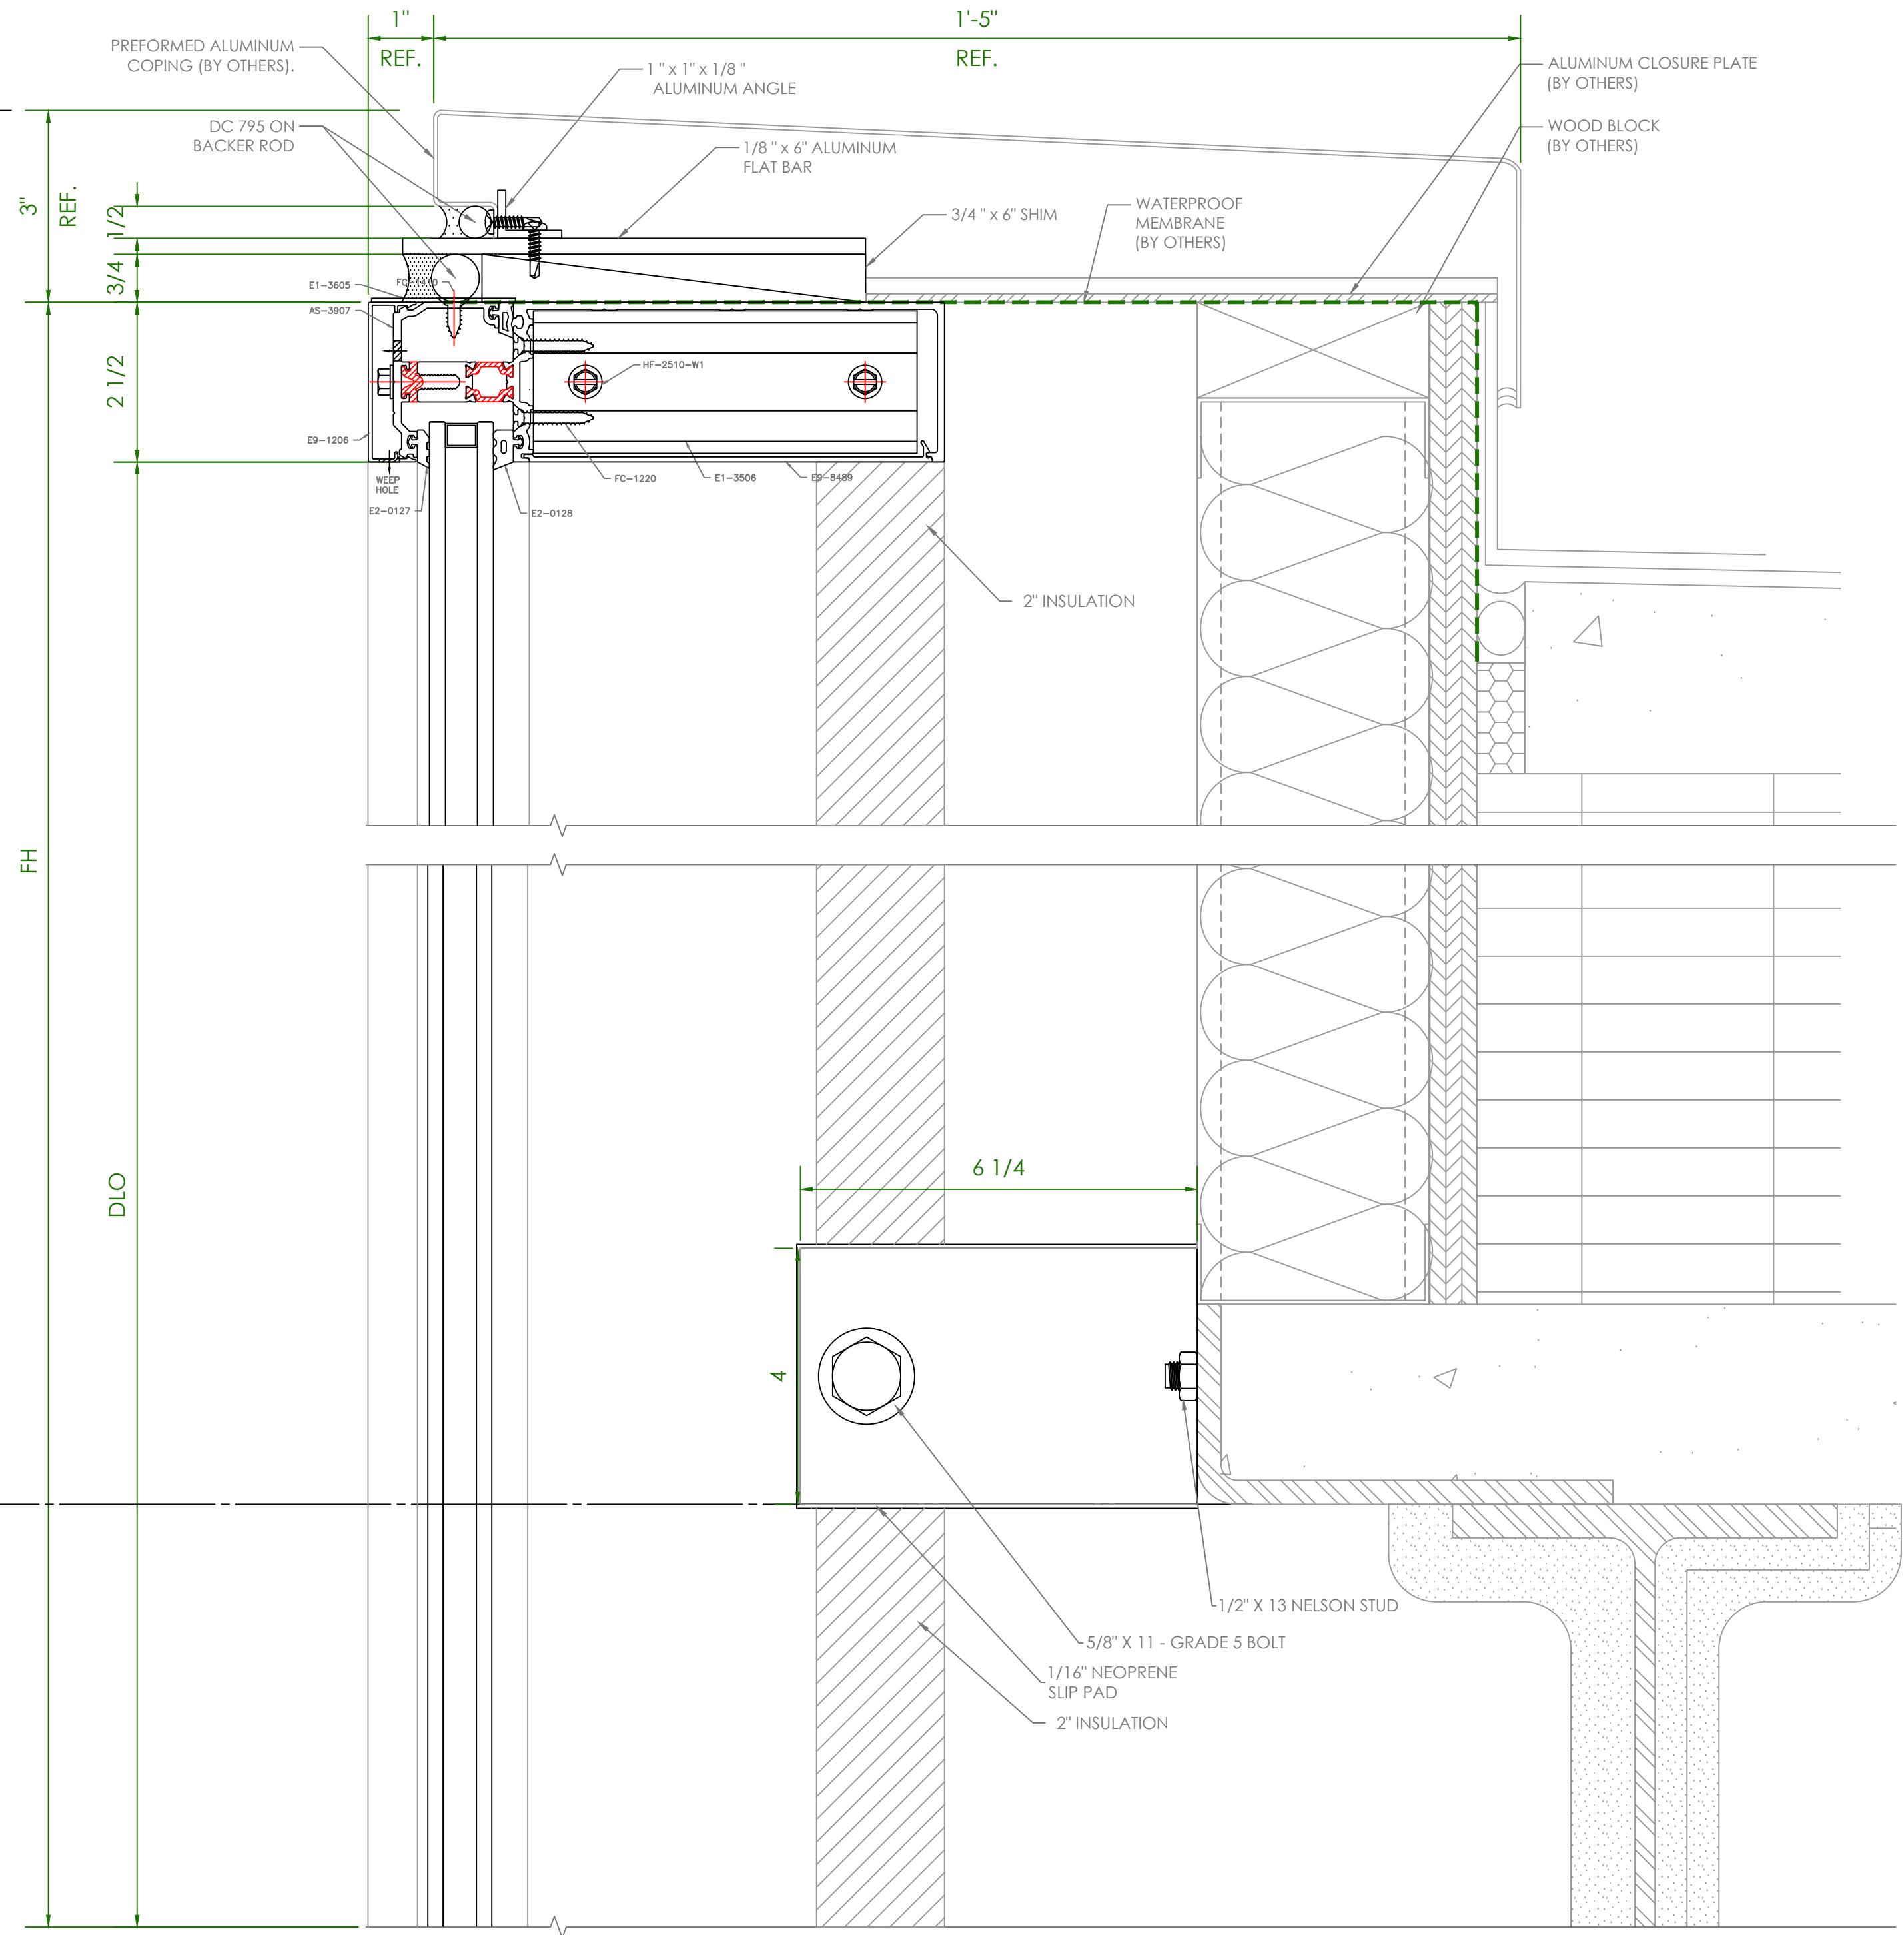 1"
REF.
1'-5"
REF.
PREFORMED ALUMINUM
COPING (BY OTHERS).
1 " x 1" x 1/8 "
ALUMINUM ANGLE
ALUMINUM CLOSURE PLATE
(BY OTHERS)
DC 795 ON
BACKER ROD
1/8 " x 6" ALUMINUM
FLAT BAR
WOOD BLOCK
(BY OTHERS)
3"
REF.
1/2
3/4
3/4 " x 6" SHIM
WATERPROOF
MEMBRANE
(BY OTHERS)
E1-3605
AS-3907
2 1/2
HF-2510-W1
E9-1206
WEEP
HOLE
E2-0127
E2-0128
FC-1220
E1-3506
E9-8489
2" INSULATION
FH
DLO
6 1/4
4
1/2" X 13 NELSON STUD
5/8" X 11 - GRADE 5 BOLT
1/16" NEOPRENE
SLIP PAD
2" INSULATION